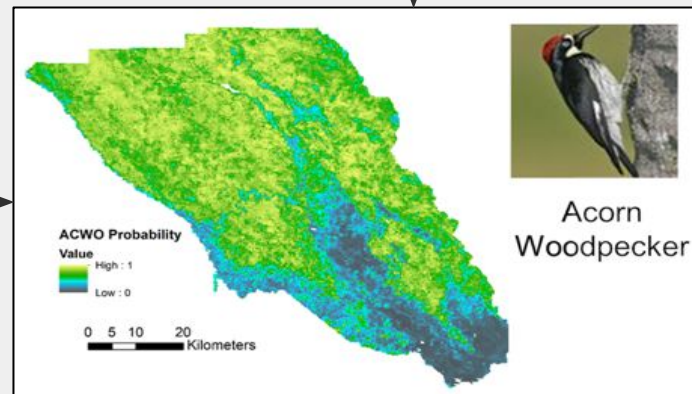 Acorn
Woodpecker
ACWO Probability
Value
High : 1
Low : 0
0 5 10 20
Kilometers